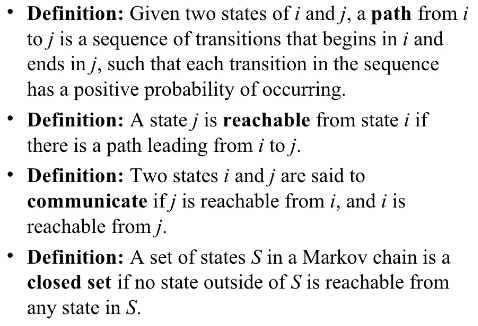 • Definition: Given two states of i and j, a path from i
to j is a sequence of transitions that begins in i and
ends in j, such that each transition in the sequence
has a positive probability of occurring.
• Definition: A state j is reachable from state i if
there is a path leading from i to j.
• Definition: Two states i and j are said to
communicate if j is reachable from i, and i is
reachable from j.
• Definition: A set of states S in a Markov chain is a
closed set if no state outside of S is reachable from
any state in S.